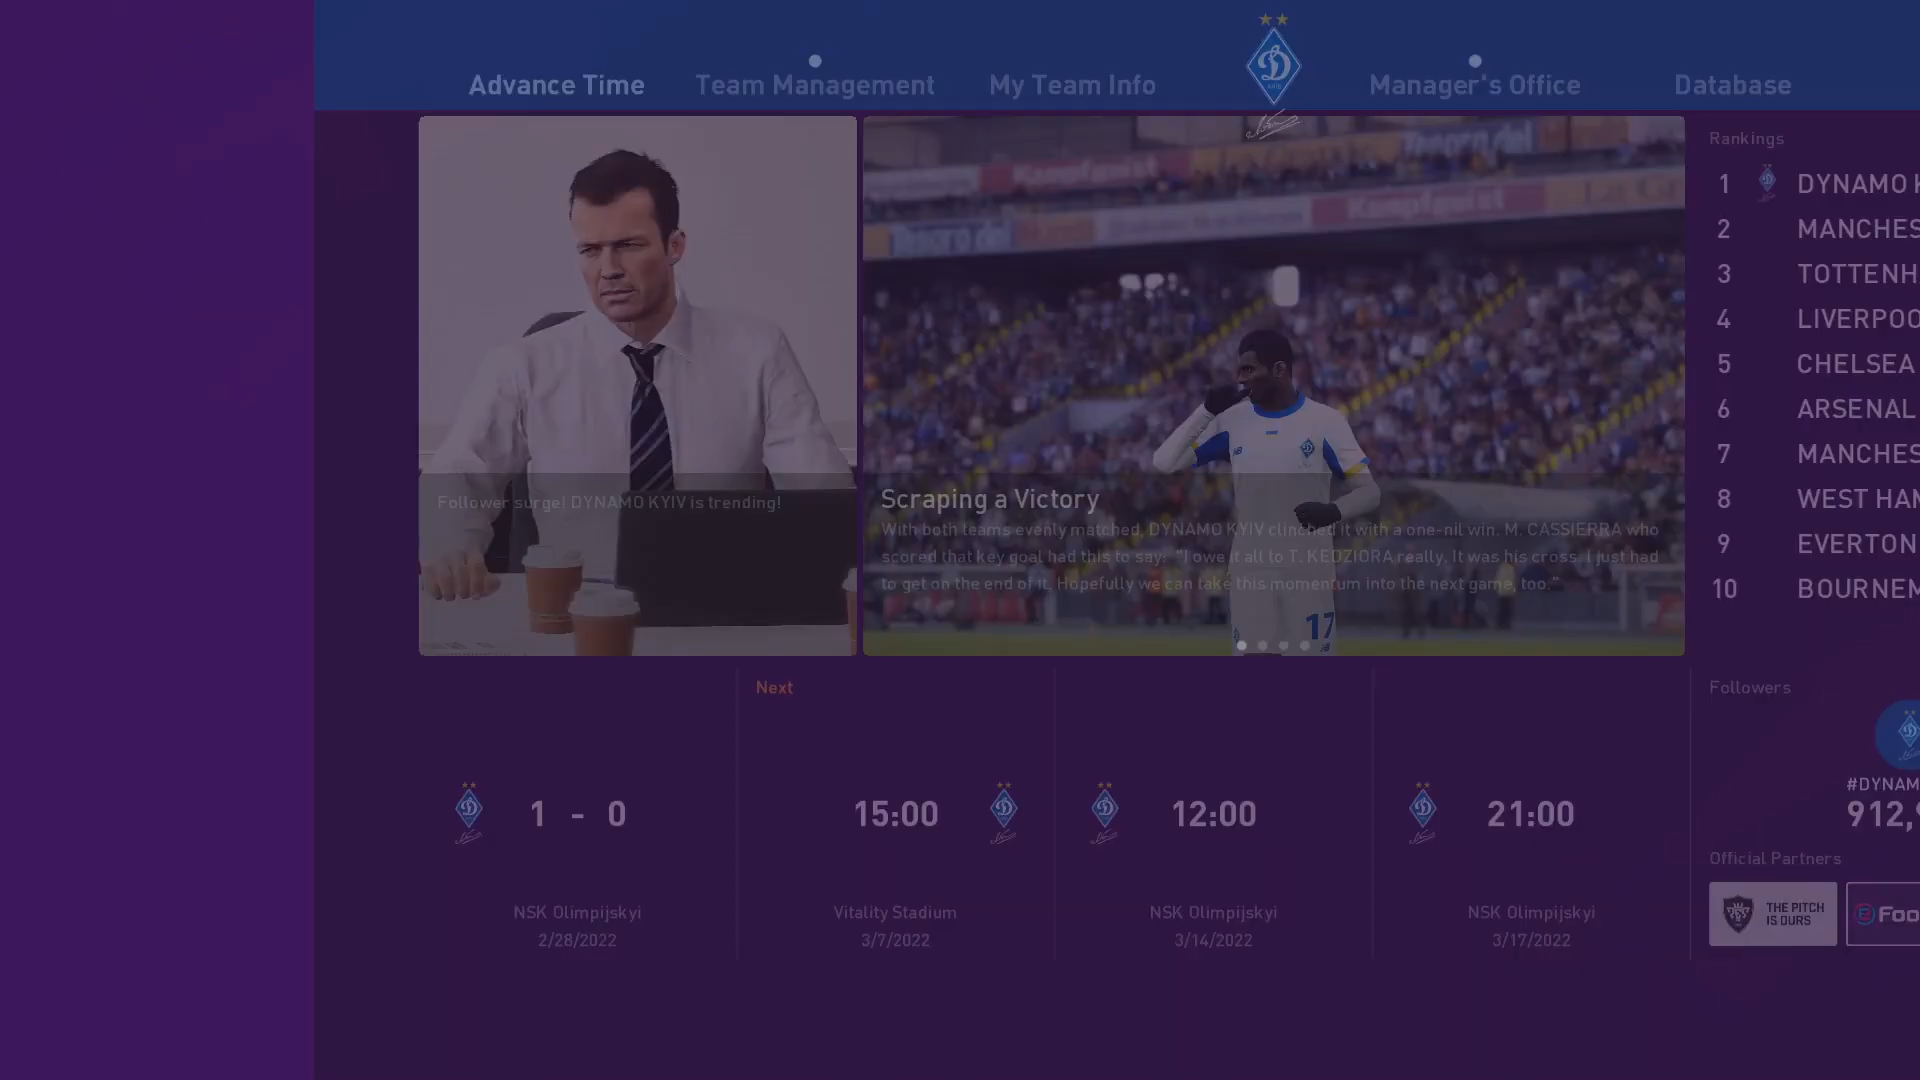 Advance Time
Team Management
My Team Info
Manager's Office
Database
Follower surge! DYNAMO KYIV is trending!
Scraping a Victory
With both teams evenly matched, DYNAMO KYIV clinched it with a one-nil win. M. CASSIERRA who
scored that key goal had this to say: "I owe it all to T. KEDZIORA really. It was his cross. I just had
to get on the end of it. Hopefully we can take this momentum into the next game, too."
17
Rankings
1 DYNAMO K
2 MANCHES
3 TOTTENH
4 LIVERPOO
5 CHELSEA
6 ARSENAL
7 MANCHES
8 WEST HAM
9 EVERTON
10 BOURNEM
1 - 0
NSK Olimpijskyi
2/28/2022
Next
15:00
Vitality Stadium
3/7/2022
12:00
NSK Olimpijskyi
3/14/2022
21:00
NSK Olimpijskyi
3/17/2022
Followers
#DYNAM
912,9
Official Partners
THE PITCH
IS OURS
Foo